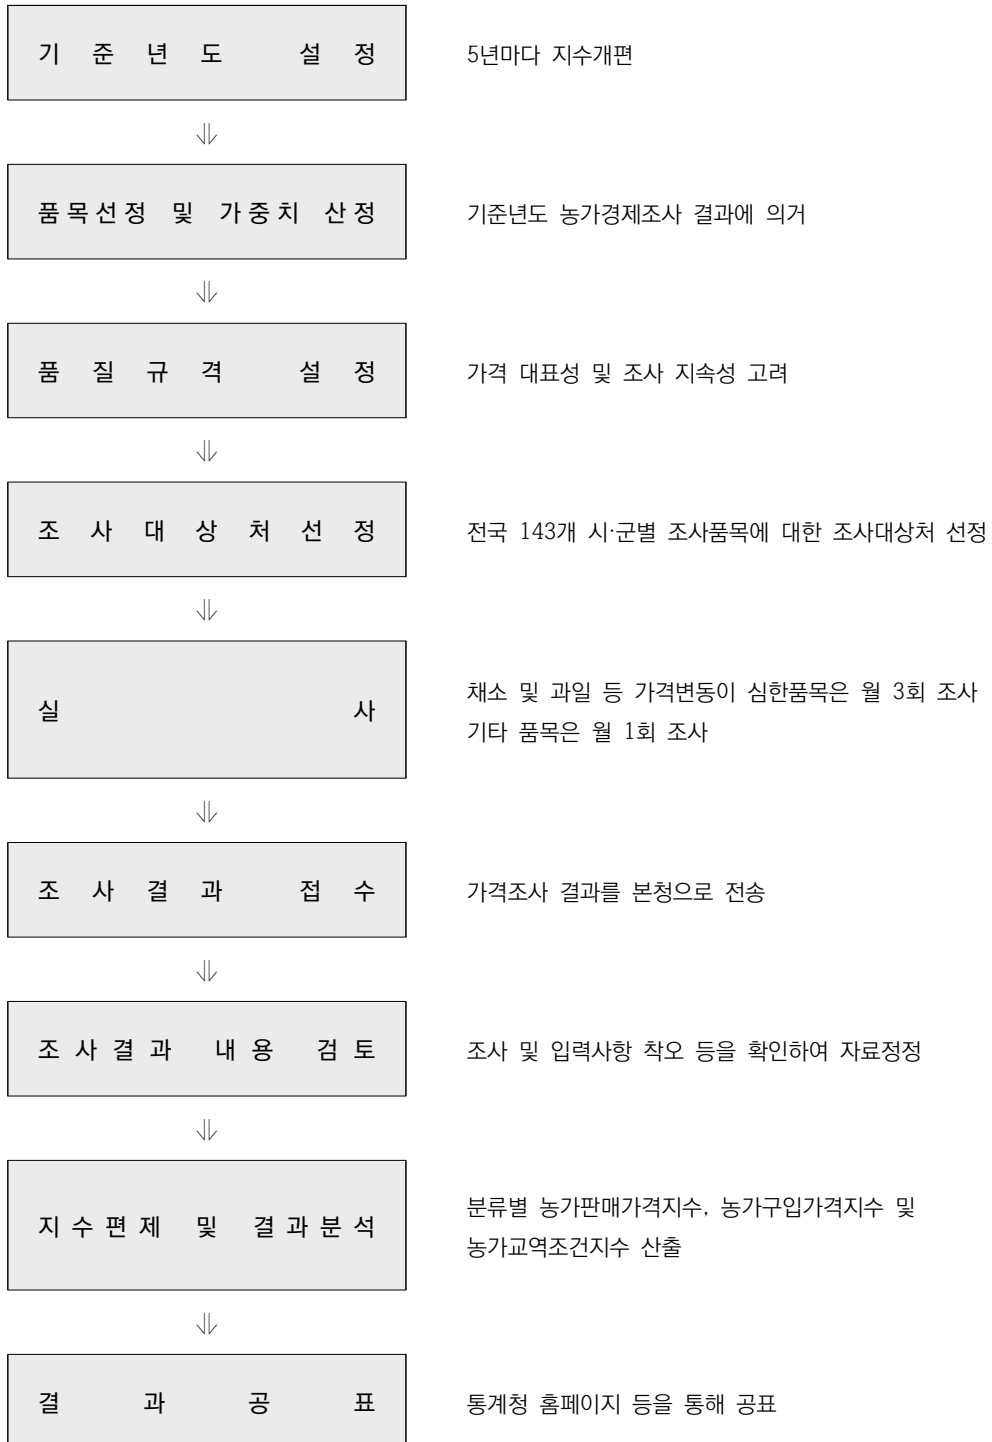 기준년도 설정
5년마다 지수개편
⇓
품목선정 및 가중치 산정
기준년도 농가경제조사 결과에 의거
⇓
품질규격 설정
가격 대표성 및 조사 지속성 고려
⇓
조사대상처선정
전국 143개 시·군별 조사품목에 대한 조사대상처 선정
⇓
실사
채소 및 과일 등 가격변동이 심한품목은 월 3회 조사
기타 품목은 월 1회 조사
⇓
조사결과 접수
가격조사 결과를 본청으로 전송
⇓
조사결과 내용 검토
조사 및 입력사항 착오 등을 확인하여 자료정정
⇓
지수편제 및 결과분석
분류별 농가판매가격지수, 농가구입가격지수 및
농가교역조건지수 산출
⇓
결과공표
통계청 홈페이지 등을 통해 공표